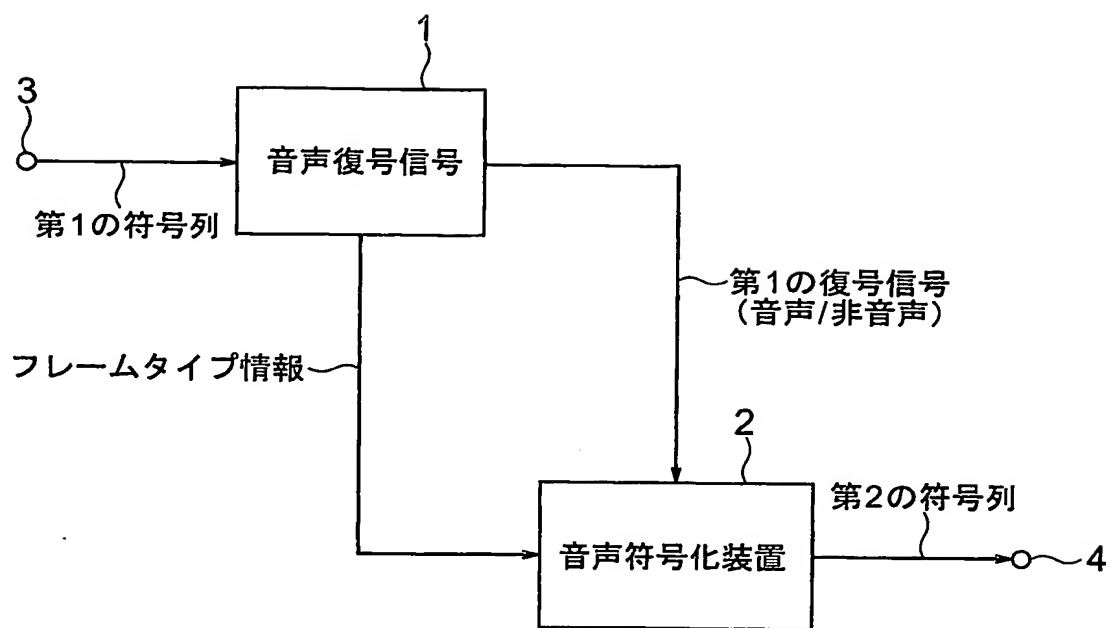 1
3
音声復号信号
第1の符号列
第1の復号信号
（音声/非音声）
フレームタイプ情報
2
第2の符号列
音声符号化装置
4